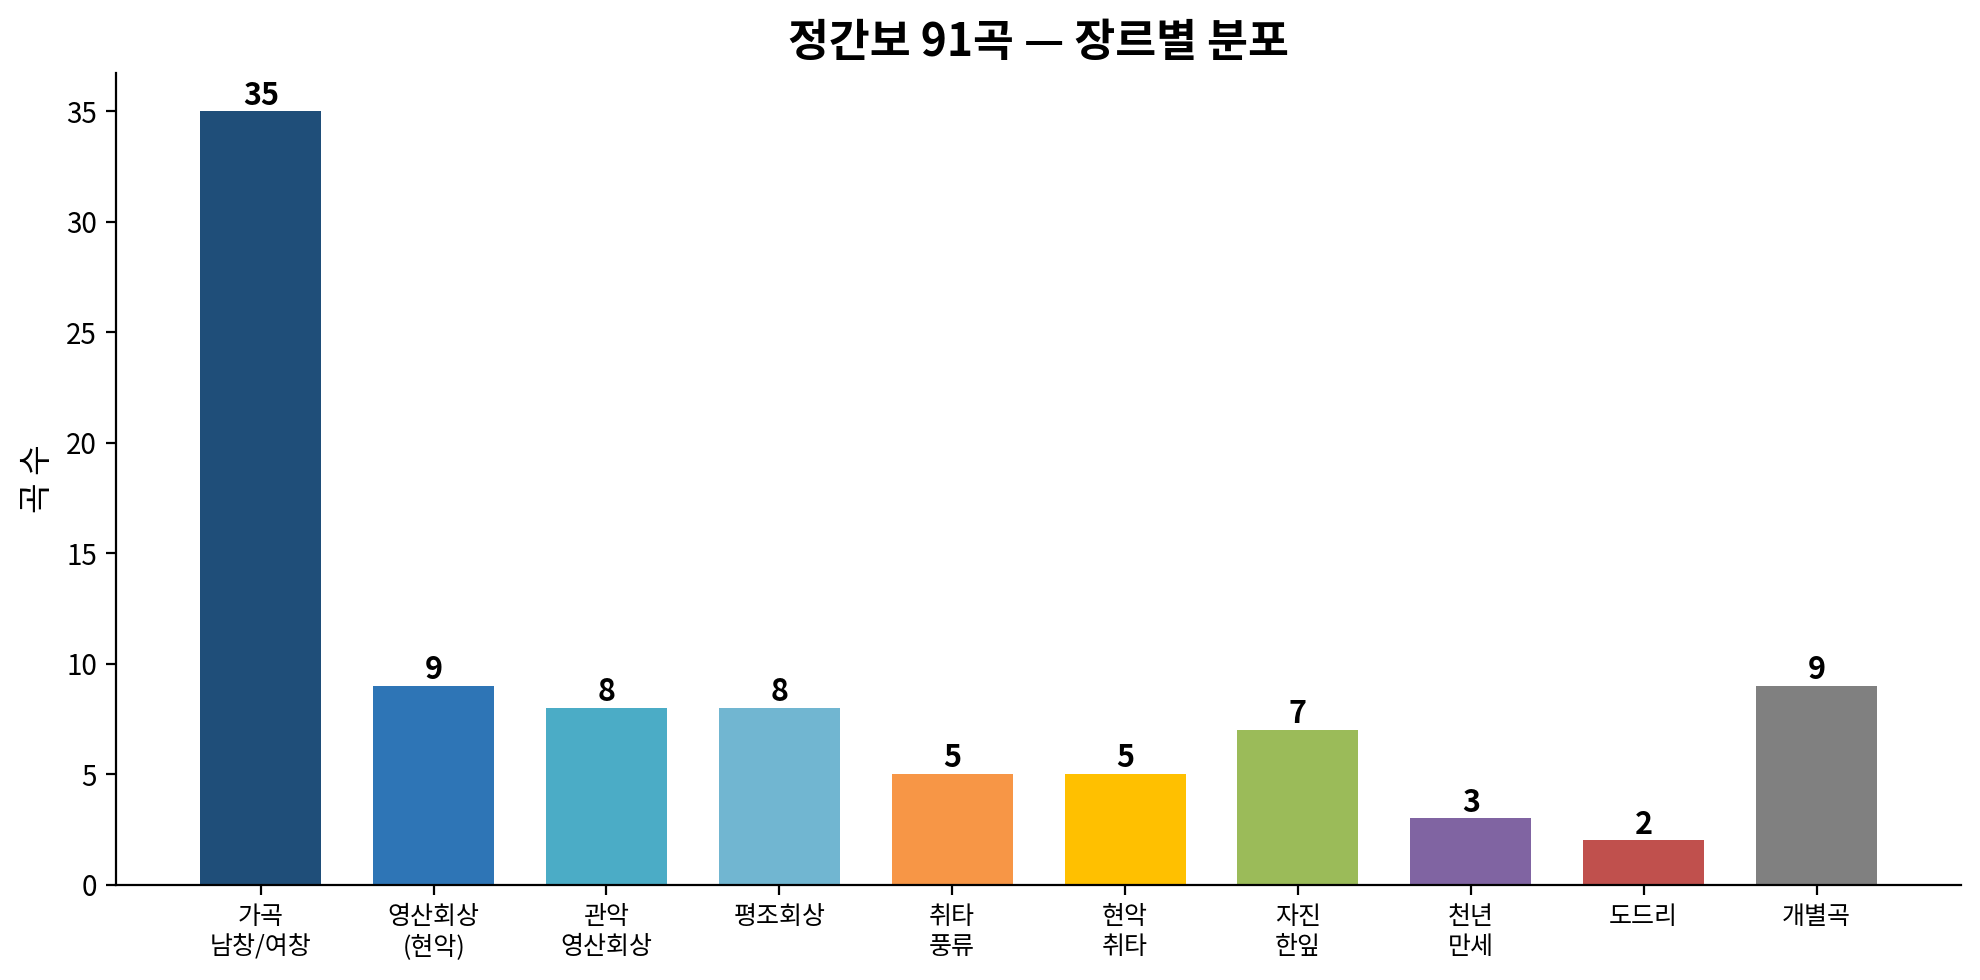 정간보 91곡 — 장르별 분포
곡 수
35
30
25
20
15
10
5
0
35
9
8
8
5
5
7
3
2
9
가곡
남창/여창
영산회상
(현악)
관악
영산회상
평조회상
취타
풍류
현악
취타
자진
한잎
천년
만세
도드리
개별곡